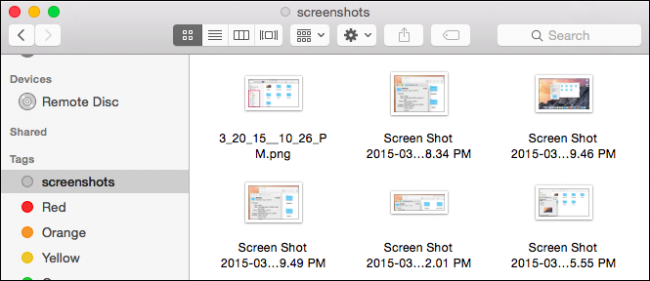 screenshots
Search
Devices
Remote Disc
Shared
Tags
screenshots
Red
Orange
Yellow
3_20_15__10_26_P
M.png
Screen Shot
2015-03...8.34 PM
Screen Shot
2015-03...9.46 PM
Screen Shot
2015-03...9.49 PM
Screen Shot
2015-03...2.01 PM
Screen Shot
2015-03...5.55 PM